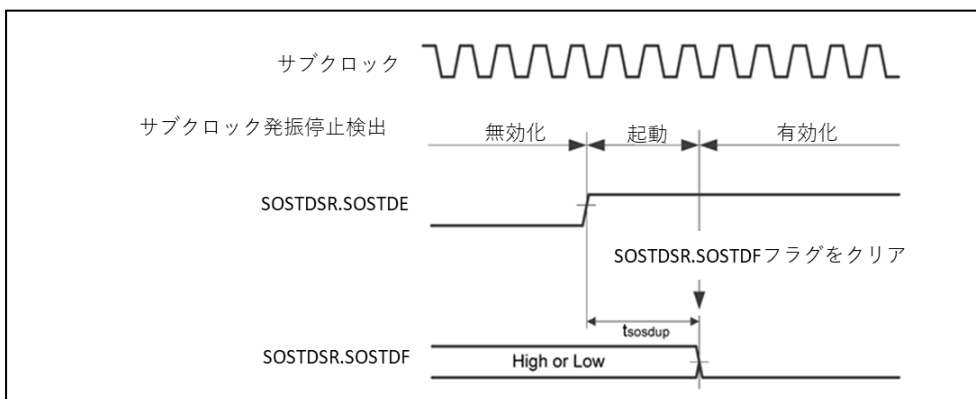 サブクロック
サブクロック発振停止検出
無効化 起動 有効化
SOSTDSR.SOSTDE
SOSTDSR.SOSTDFフラグをクリア
tsosdup
SOSTDSR.SOSTDF
High or Low